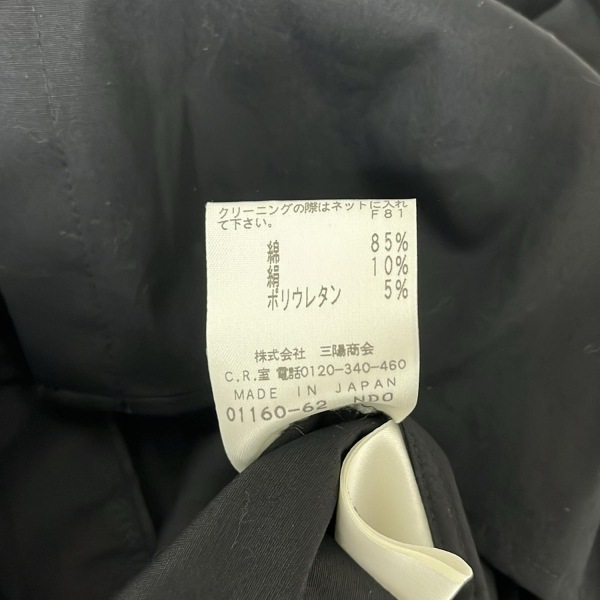 クリーニングの際はネットに入れ
て下さい。 F81
綿 85%
絹 10%
ポリウレタン 5%
株式会社 三陽商会
C.R.室 電話0120-340-460
MADE IN JAPAN
01160-62 NDO